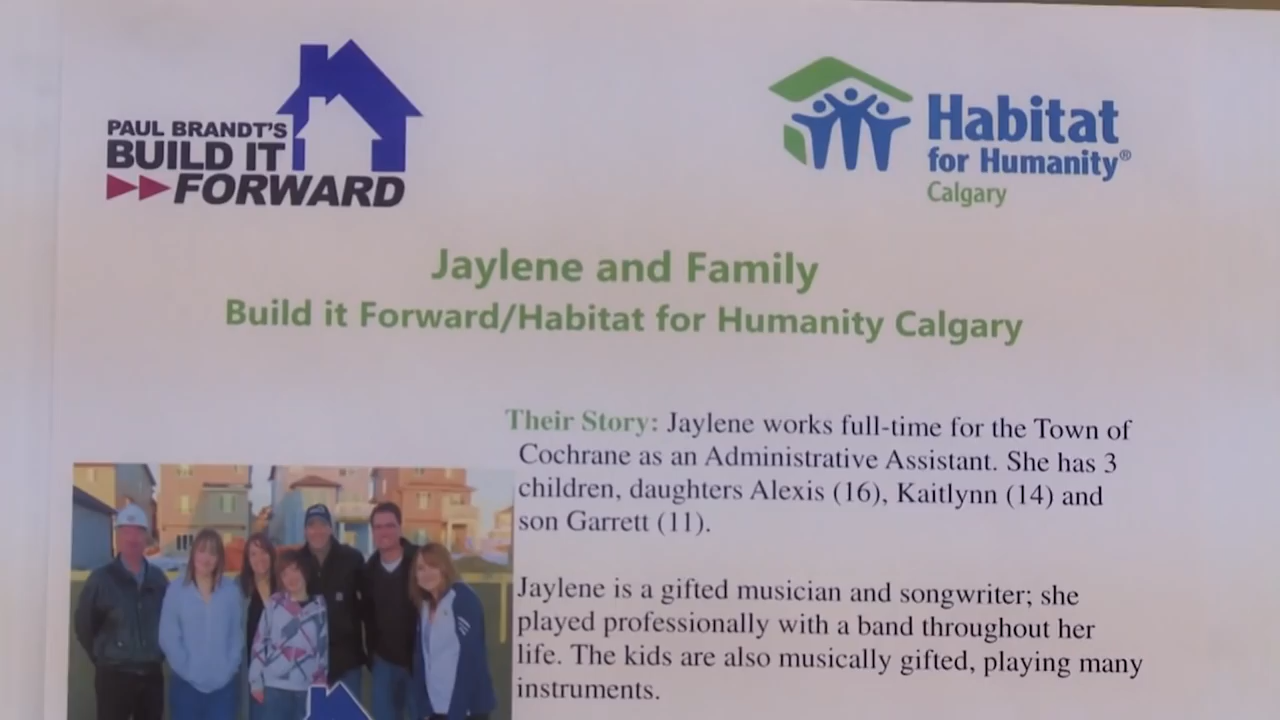 PAUL BRANDT'S
BUILD IT
FORWARD
Habitat
for Humanity®
Calgary
Jaylene and Family
Build it Forward/Habitat for Humanity Calgary
Their Story: Jaylene works full-time for the Town of
Cochrane as an Administrative Assistant. She has 3
children, daughters Alexis (16), Kaitlynn (14) and
son Garrett (11).
Jaylene is a gifted musician and songwriter; she
played professionally with a band throughout her
life. The kids are also musically gifted, playing many
instruments.